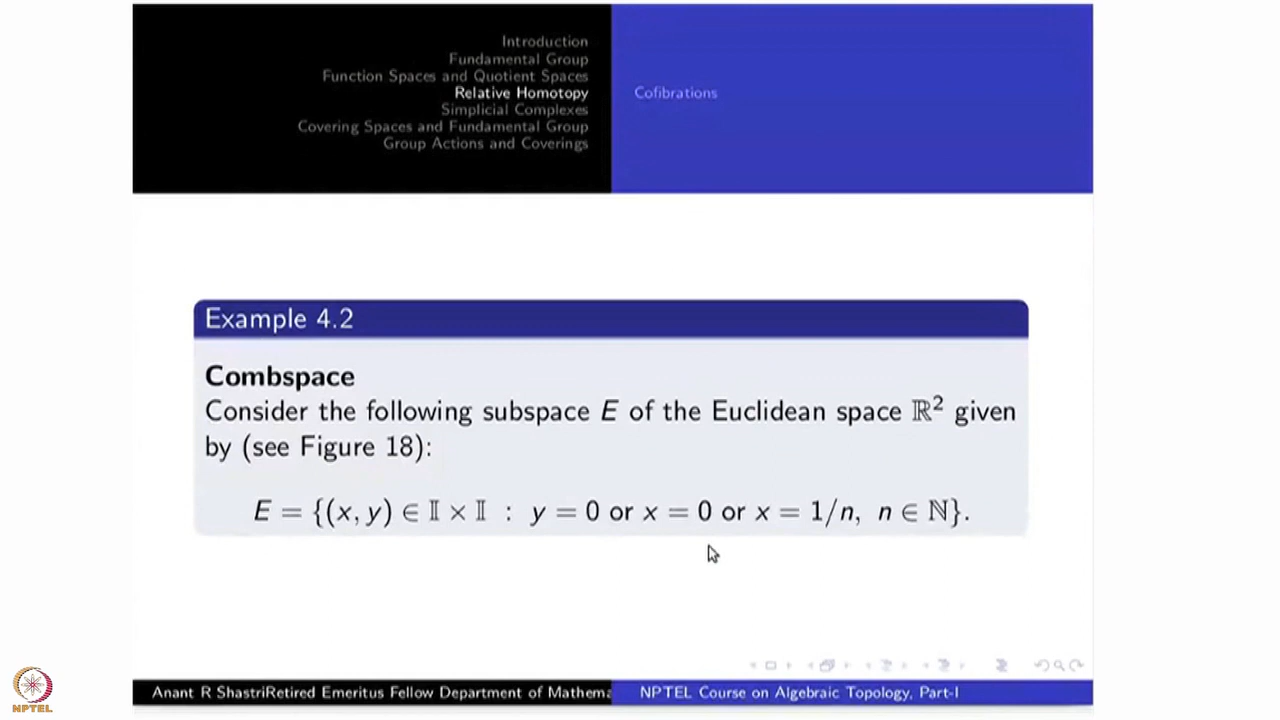 Introduction
Fundamental Group
Function Spaces and Quotient Spaces
Relative Homotopy
Simplicial Complexes
Covering Spaces and Fundamental Group
Group Actions and Coverings
Cofibrations
Example 4.2
Combspace
Consider the following subspace E of the Euclidean space ℝ² given
by (see Figure 18):
E = {(x, y) ∈ 𝕀 × 𝕀 : y = 0 or x = 0 or x = 1/n, n ∈ ℕ}.
Anant R ShastriRetired Emeritus Fellow Department of Mathema
NPTEL Course on Algebraic Topology, Part-I
NPTEL